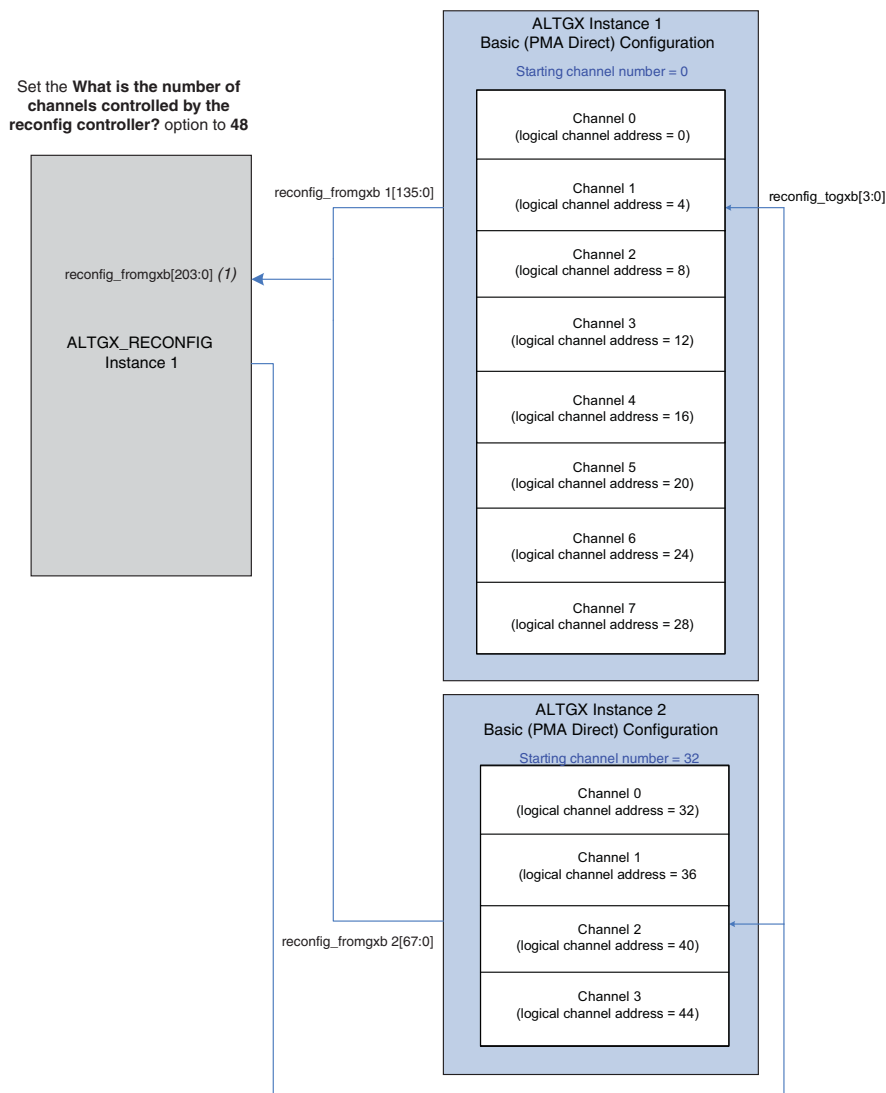 Set the What is the number of
channels controlled by the
reconfig controller? option to 48
reconfig_fromgxb[203:0] (1)
ALTGX_RECONFIG
Instance 1
reconfig_fromgxb 1[135:0]
ALTGX Instance 1
Basic (PMA Direct) Configuration
Starting channel number = 0
Channel 0
(logical channel address = 0)
Channel 1
(logical channel address = 4)
Channel 2
(logical channel address = 8)
Channel 3
(logical channel address = 12)
Channel 4
(logical channel address = 16)
Channel 5
(logical channel address = 20)
Channel 6
(logical channel address = 24)
Channel 7
(logical channel address = 28)
reconfig_togxb[3:0]
reconfig_fromgxb 2[67:0]
ALTGX Instance 2
Basic (PMA Direct) Configuration
Starting channel number = 32
Channel 0
(logical channel address = 32)
Channel 1
(logical channel address = 36
Channel 2
(logical channel address = 40)
Channel 3
(logical channel address = 44)